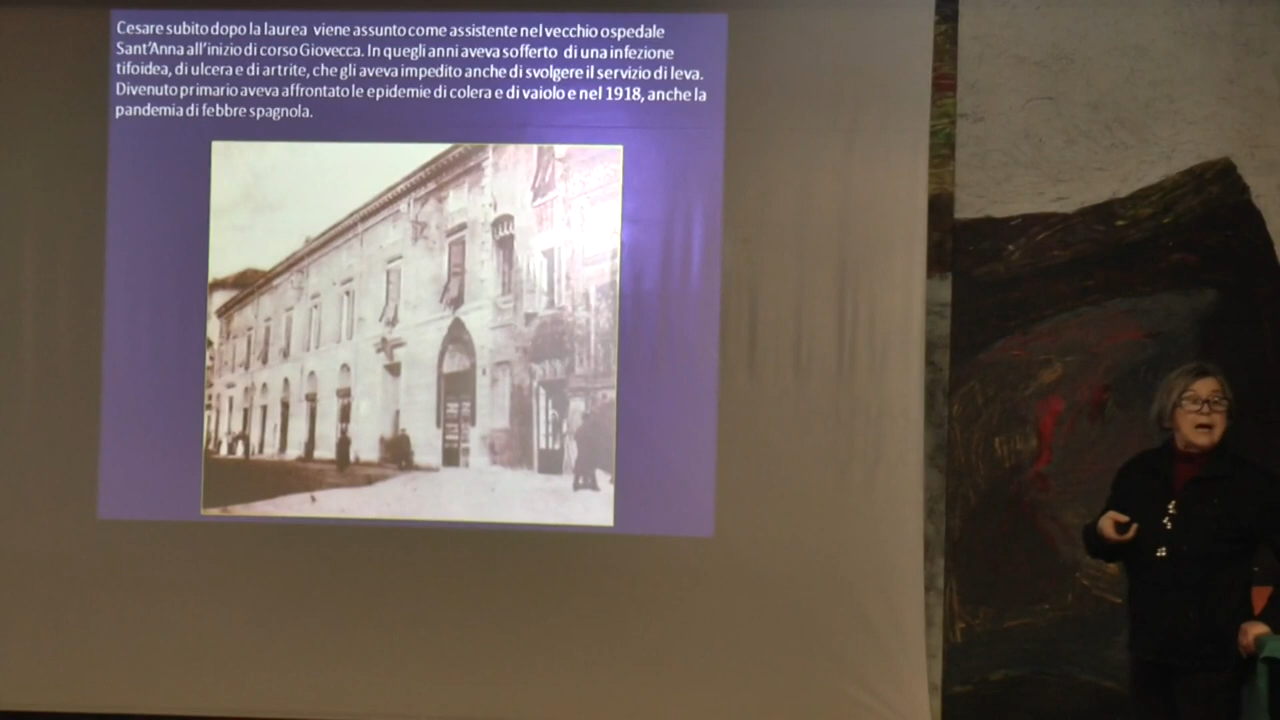 Cesare subito dopo la laurea viene assunto come assistente nel vecchio ospedale
Sant'Anna all'inizio di corso Giovecca. In quegli anni aveva sofferto di una infezione
tifoidea, di ulcera e di artrite, che gli aveva impedito anche di svolgere il servizio di leva.
Divenuto primario aveva affrontato le epidemie di colera e di vaiolo e nel 1918, anche la
pandemia di febbre spagnola.